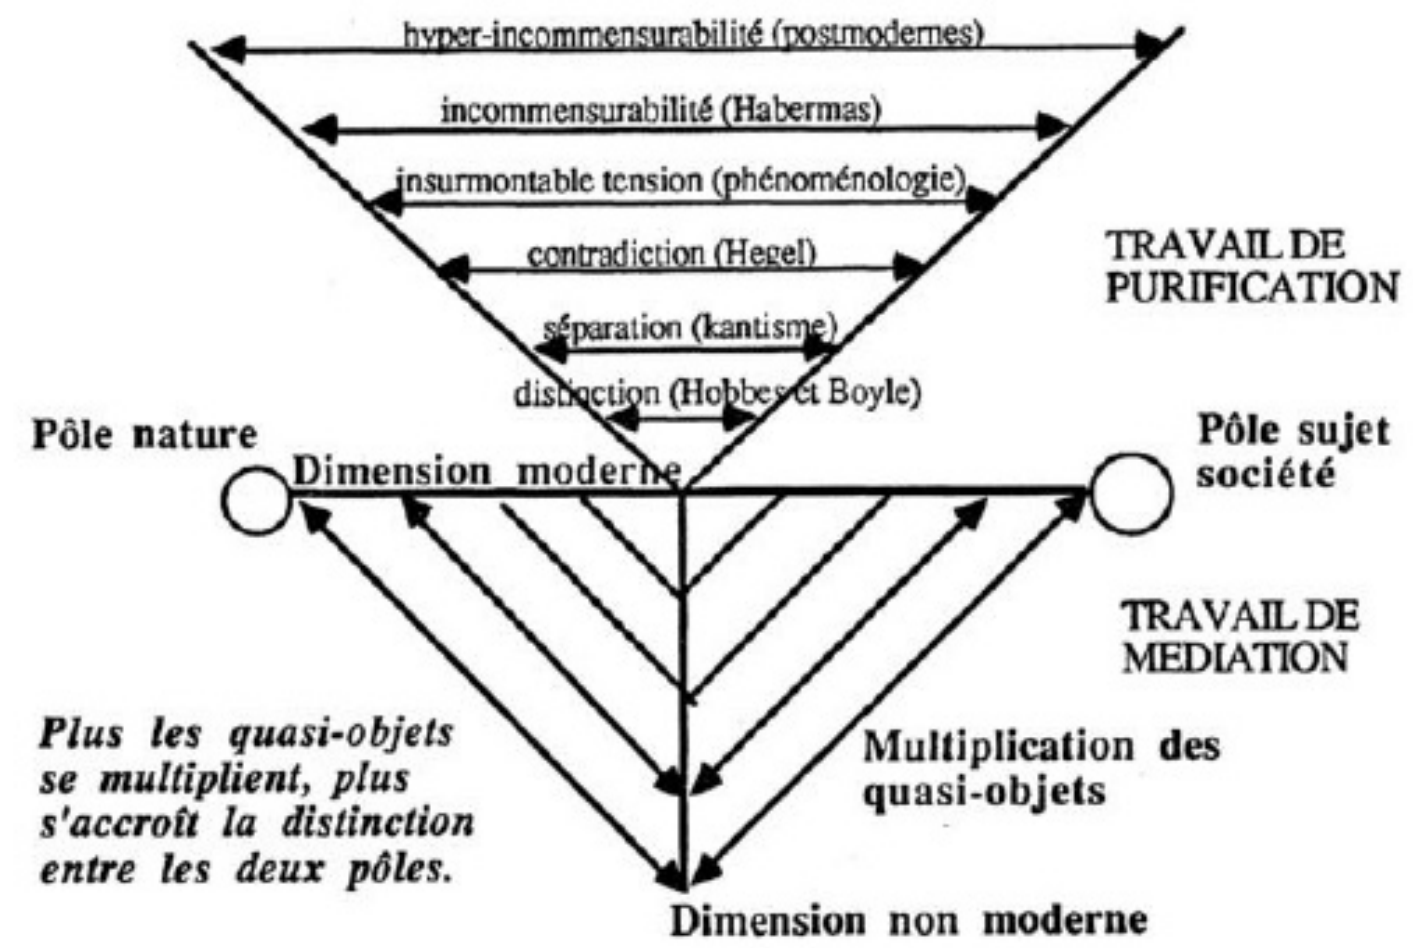 hyper-incommensurabilité (postmodernes)
incommensurabilité (Habermas)
insurmontable tension (phénoménologie)
contradiction (Hegel)
séparation (kantisme)
distinction (Hobbes et Boyle)
TRAVAIL DE
PURIFICATION
Pôle nature
Dimension moderne
Pôle sujet
société
TRAVAIL DE
MEDIATION
Plus les quasi-objets
se multiplient, plus
s'accroît la distinction
entre les deux pôles.
Multiplication des
quasi-objets
Dimension non moderne